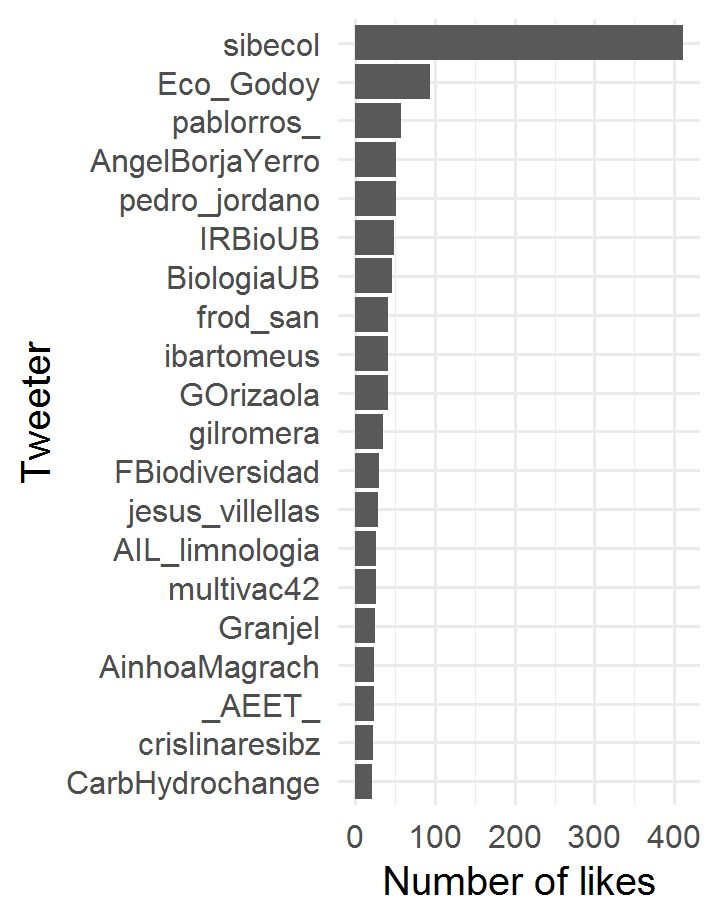 sibecol
Eco_Godoy
pablorros_
AngelBorjaYerro
pedro_jordano
IRBioUB
BiologiaUB
frod_san
ibartomeus
GOrizaola
gilromera
FBiodiversidad
jesus_villellas
AIL_limnologia
multivac42
Granjel
AinhoaMagrach
_AEET_
crislinaresibz
CarbHydrochange
Tweeter
0 100 200 300 400
Number of likes